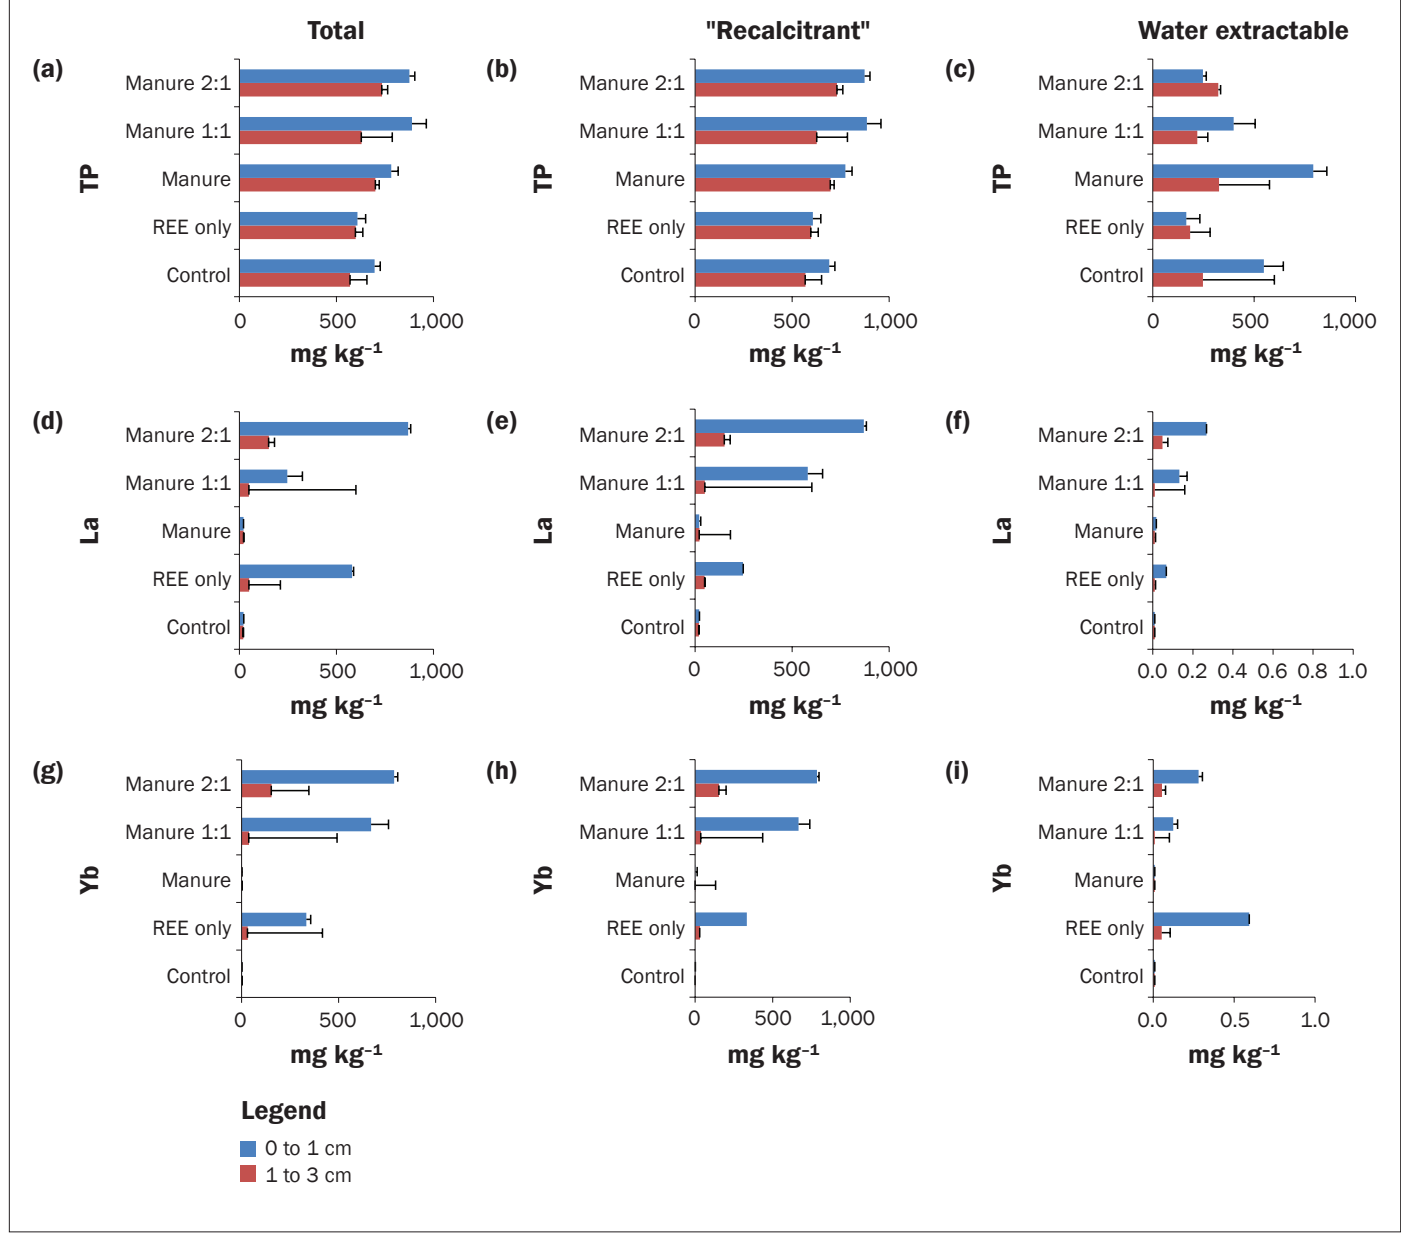 Total
"Recalcitrant"
Water extractable
(a)
TP
Manure 2:1
Manure 1:1
Manure
REE only
Control
0 500 1,000
mg kg⁻¹
(b)
TP
Manure 2:1
Manure 1:1
Manure
REE only
Control
0 500 1,000
mg kg⁻¹
(c)
TP
Manure 2:1
Manure 1:1
Manure
REE only
Control
0 500 1,000
mg kg⁻¹
(d)
La
Manure 2:1
Manure 1:1
Manure
REE only
Control
0 500 1,000
mg kg⁻¹
(e)
La
Manure 2:1
Manure 1:1
Manure
REE only
Control
0 500 1,000
mg kg⁻¹
(f)
La
Manure 2:1
Manure 1:1
Manure
REE only
Control
0.0 0.2 0.4 0.6 0.8 1.0
mg kg⁻¹
(g)
Yb
Manure 2:1
Manure 1:1
Manure
REE only
Control
0 500 1,000
mg kg⁻¹
(h)
Yb
Manure 2:1
Manure 1:1
Manure
REE only
Control
0 500 1,000
mg kg⁻¹
(i)
Yb
Manure 2:1
Manure 1:1
Manure
REE only
Control
0.0 0.5 1.0
mg kg⁻¹
Legend
0 to 1 cm
1 to 3 cm